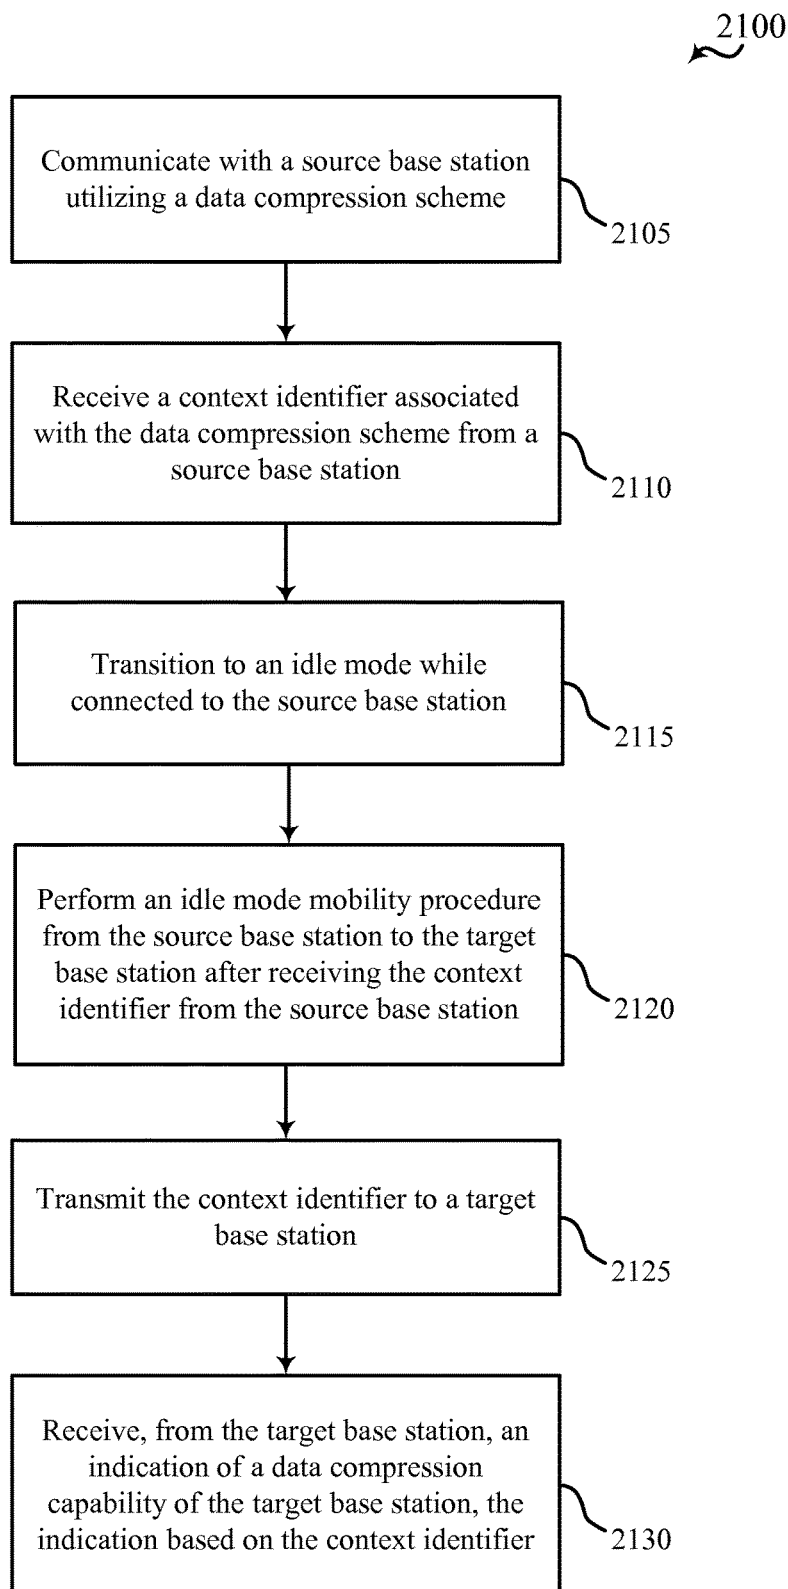 2100
Communicate with a source base station
utilizing a data compression scheme
2105
Receive a context identifier associated
with the data compression scheme from a
source base station
2110
Transition to an idle mode while
connected to the source base station
2115
Perform an idle mode mobility procedure
from the source base station to the target
base station after receiving the context
identifier from the source base station
2120
Transmit the context identifier to a target
base station
2125
Receive, from the target base station, an
indication of a data compression
capability of the target base station, the
indication based on the context identifier
2130